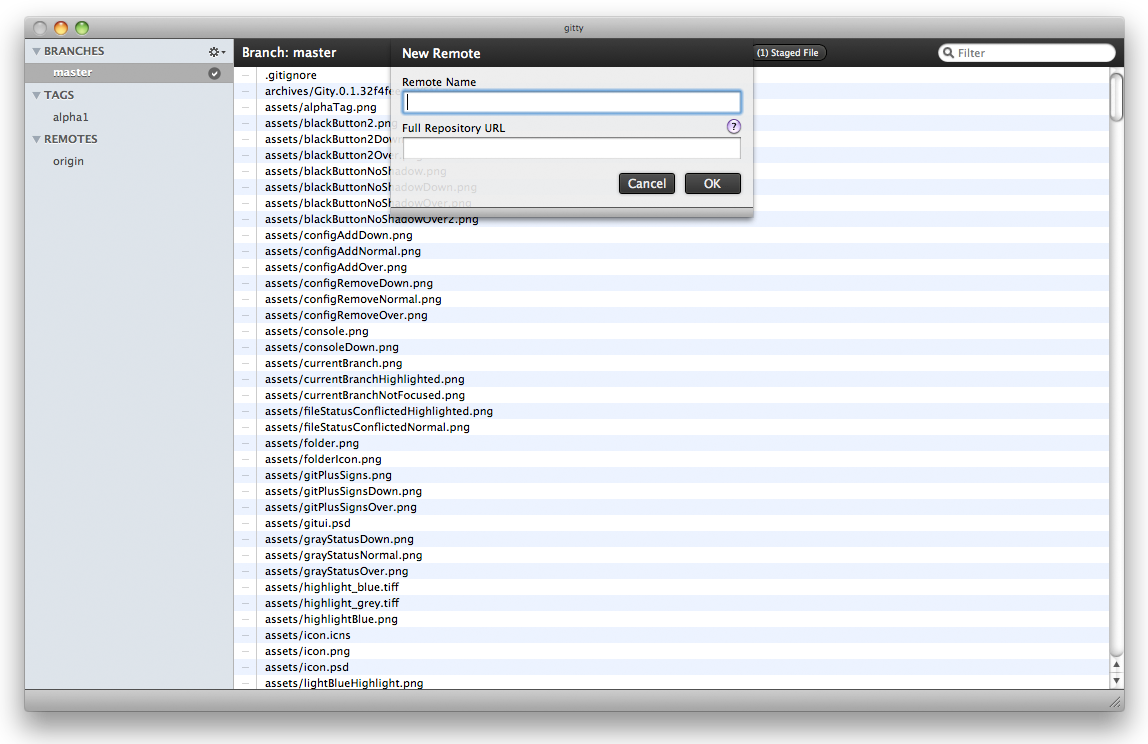 gitty
BRANCHES
master
TAGS
alpha1
REMOTES
origin
Branch: master
(1) Staged File
Filter
New Remote
Remote Name
Full Repository URL
?
Cancel
OK
.gitignore
archives/Gity.0.1.32f4fe
assets/alphaTag.png
assets/blackButton2.png
assets/blackButton2Dow
assets/blackButton2Over
assets/blackButtonNoShadow.png
assets/blackButtonNoShadowDown.png
assets/blackButtonNoShadowOver.png
assets/blackButtonNoShadowOver2.png
assets/configAddDown.png
assets/configAddNormal.png
assets/configAddOver.png
assets/configRemoveDown.png
assets/configRemoveNormal.png
assets/configRemoveOver.png
assets/console.png
assets/consoleDown.png
assets/currentBranch.png
assets/currentBranchHighlighted.png
assets/currentBranchNotFocused.png
assets/fileStatusConflictedHighlighted.png
assets/fileStatusConflictedNormal.png
assets/folder.png
assets/folderIcon.png
assets/gitPlusSigns.png
assets/gitPlusSignsDown.png
assets/gitPlusSignsOver.png
assets/gitui.psd
assets/grayStatusDown.png
assets/grayStatusNormal.png
assets/grayStatusOver.png
assets/highlight_blue.tiff
assets/highlight_grey.tiff
assets/highlightBlue.png
assets/icon.icns
assets/icon.png
assets/icon.psd
assets/lightBlueHighlight.png